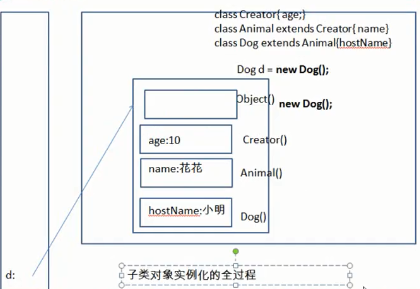 class Creator{ age;}
class Animal extends Creator{ name}
class Dog extends Animal{hostName}
Dog d = new Dog();
Object()
new Dog();
age:10
Creator()
name:花花
Animal()
hostName:小明
Dog()
子类对象实例化的全过程
d: